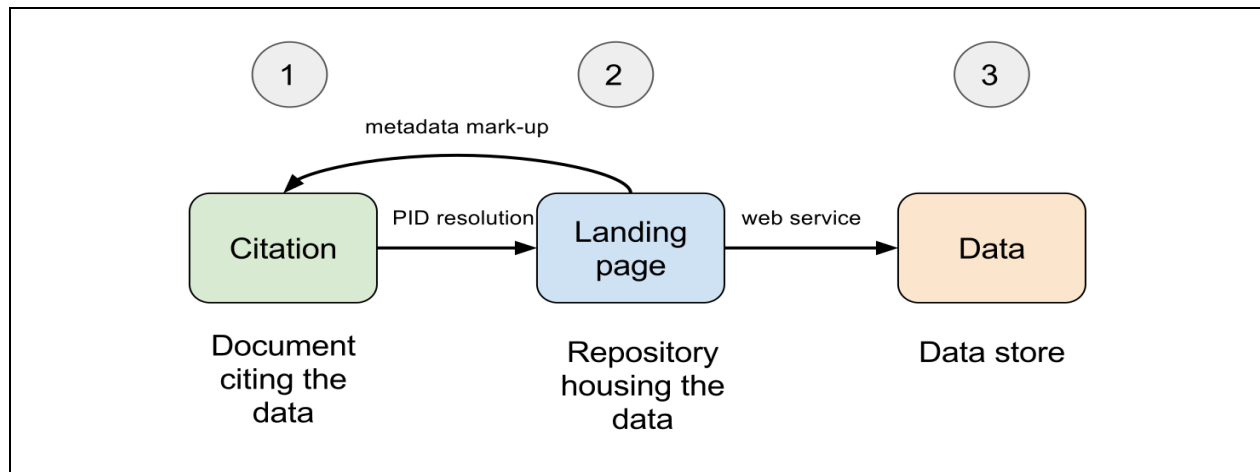 1
2
3
metadata mark-up
PID resolution
web service
Citation
Landing
page
Data
Document
citing the
data
Repository
housing the
data
Data store